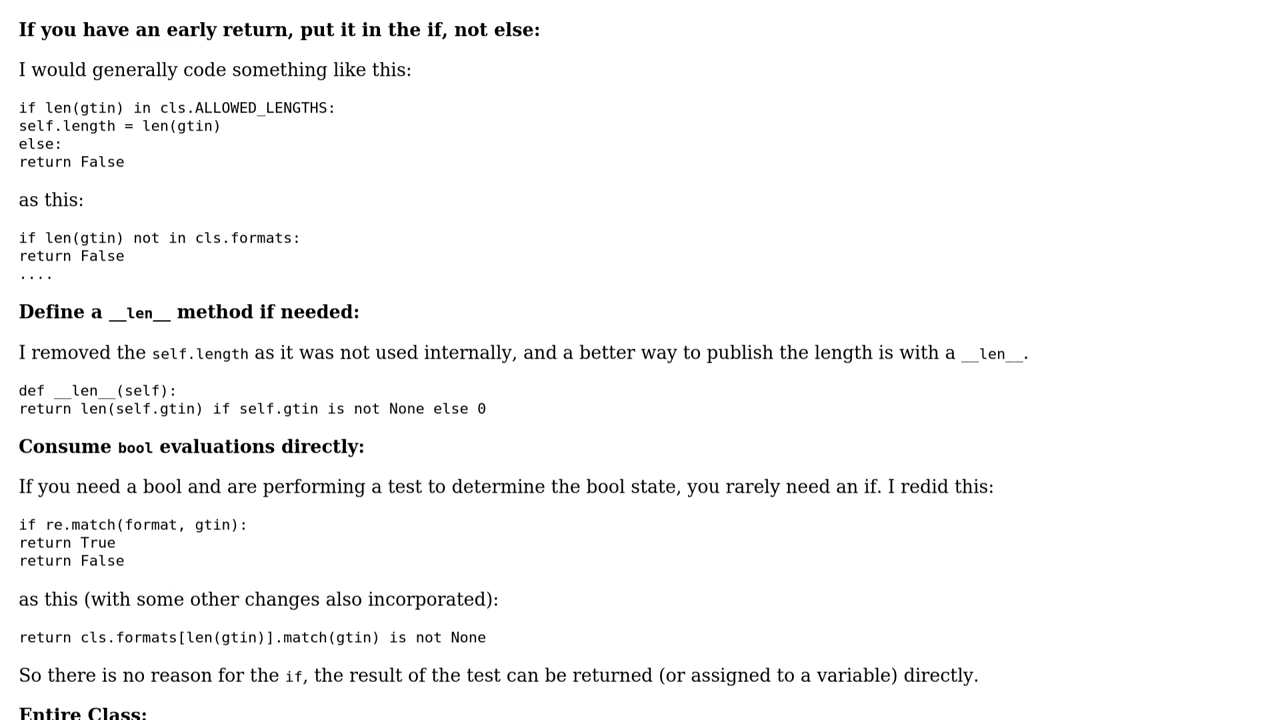 If you have an early return, put it in the if, not else:
I would generally code something like this:
if len(gtin) in cls.ALLOWED_LENGTHS:
self.length = len(gtin)
else:
return False
as this:
if len(gtin) not in cls.formats:
return False
....
Define a __len__ method if needed:
I removed the self.length as it was not used internally, and a better way to publish the length is with a __len__.
def __len__(self):
return len(self.gtin) if self.gtin is not None else 0
Consume bool evaluations directly:
If you need a bool and are performing a test to determine the bool state, you rarely need an if. I redid this:
if re.match(format, gtin):
return True
return False
as this (with some other changes also incorporated):
return cls.formats[len(gtin)].match(gtin) is not None
So there is no reason for the if, the result of the test can be returned (or assigned to a variable) directly.
Entire Class: